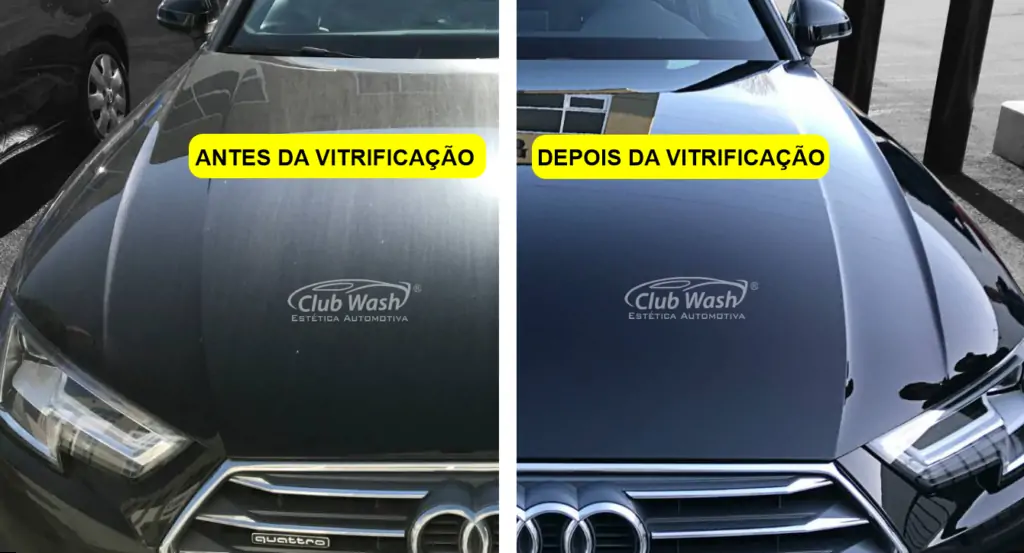 ANTES DA VITRIFICAÇÃO
DEPOIS DA VITRIFICAÇÃO
Club Wash®
ESTÉTICA AUTOMOTIVA
Club Wash®
ESTÉTICA AUTOMOTIVA
quattro